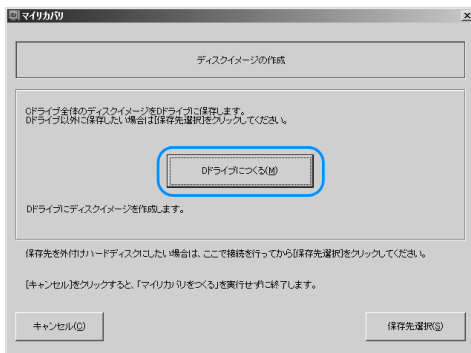 マイリカバリ
ディスクイメージの作成
Cドライブ全体のディスクイメージをDドライブに保存します。
Dドライブ以外に保存したい場合は[保存先選択]をクリックしてください。
Dドライブにつくる(M)
Dドライブにディスクイメージを作成します。
保存先を外付けハードディスクにしたい場合は、ここで接続を行ってから[保存先選択]をクリックしてください。
[キャンセル]をクリックすると、「マイリカバリをつくる」を実行せずに終了します。
キャンセル(C)
保存先選択(S)